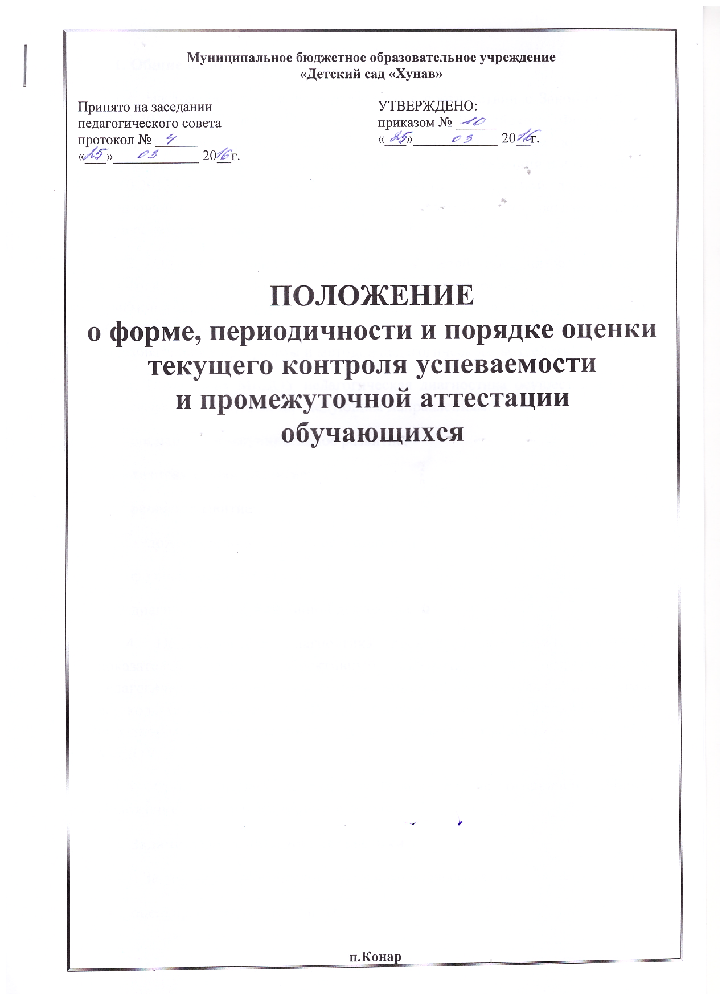 Муниципальное бюджетное образовательное учреждение
«Детский сад «Хунав»
Принято на заседании
педагогического совета
протокол № 4
«25» 03 2016г.
УТВЕРЖДЕНО:
приказом № 10
«25» 03 2016г.
ПОЛОЖЕНИЕ
о форме, периодичности и порядке оценки
текущего контроля успеваемости
и промежуточной аттестации
обучающихся
п.Конар